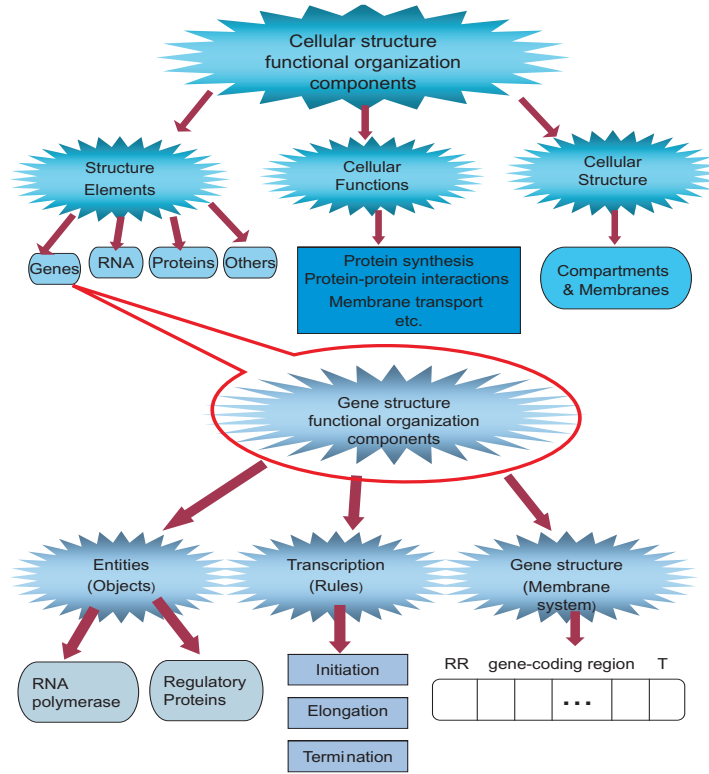 Cellular structure
functional organization
components
Structure
Elements
Cellular
Functions
Cellular
Structure
Genes
RNA
Proteins
Others
Protein synthesis
Protein-protein interactions
Membrane transport
etc.
Compartments
& Membranes
Gene structure
functional organization
components
Entities
(Objects)
Transcription
(Rules)
Gene structure
(Membrane
system)
RNA
polymerase
Regulatory
Proteins
Initiation
Elongation
Termination
RR gene-coding region T
...